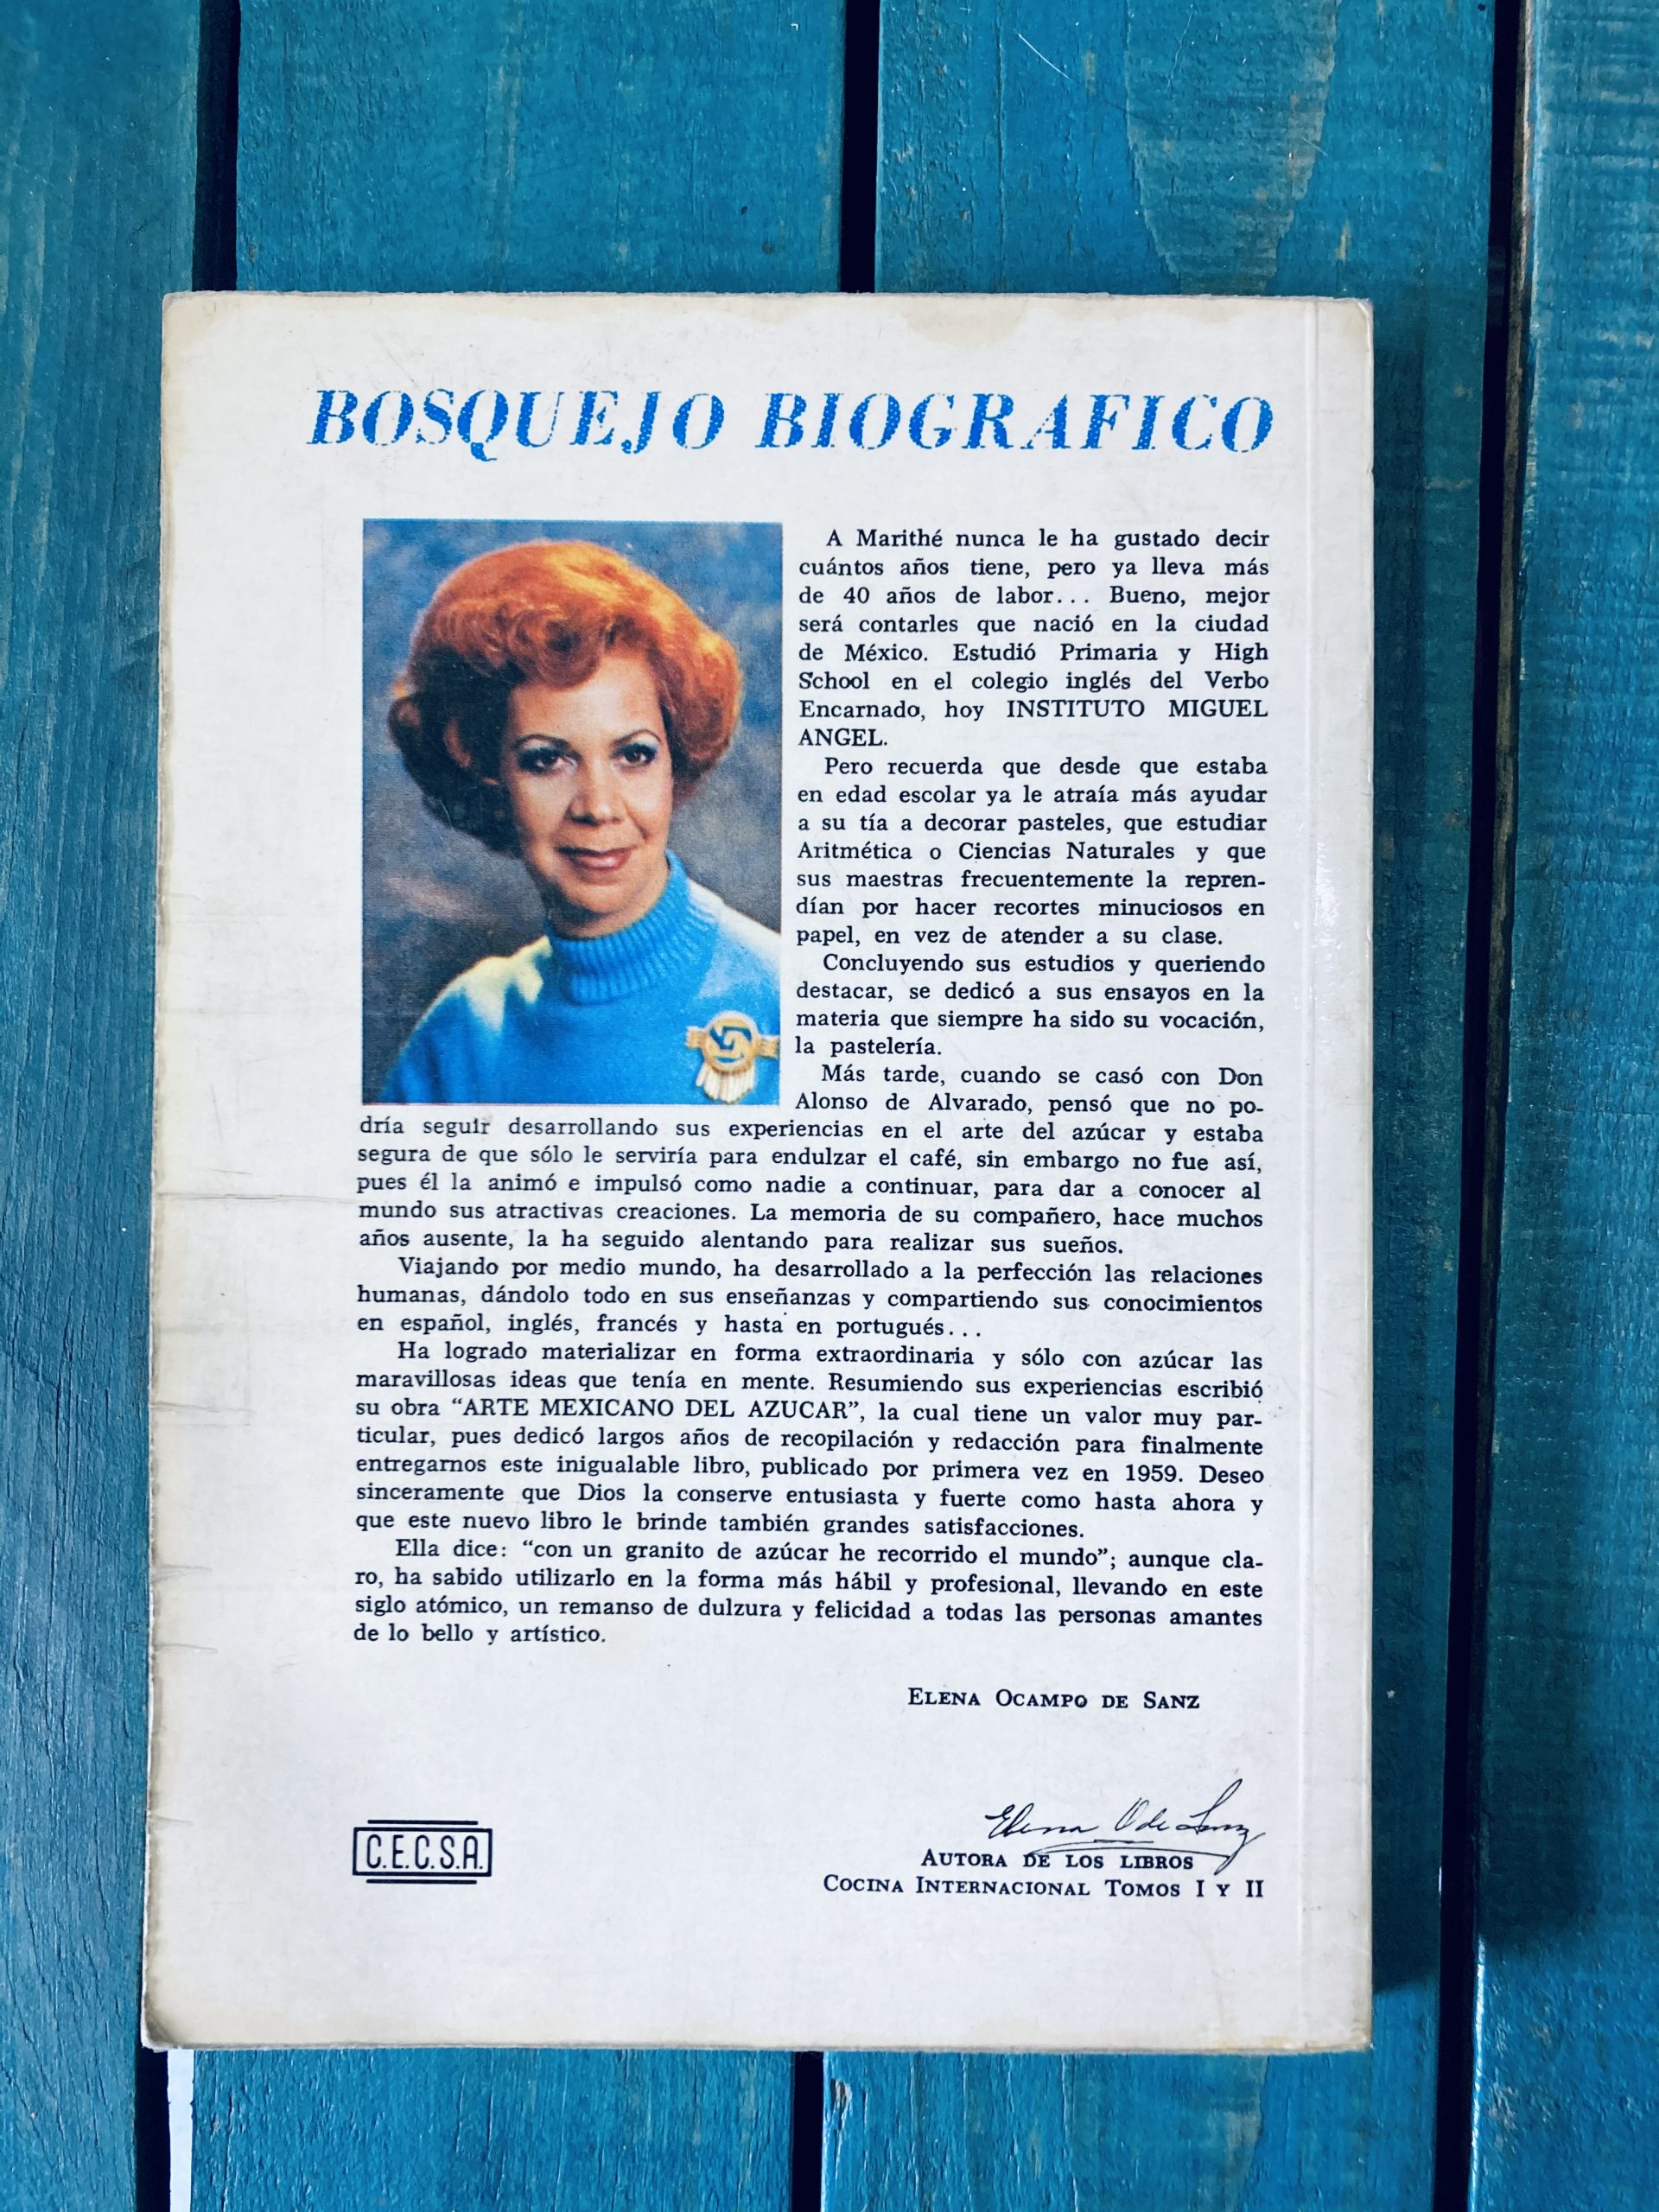 BOSQUEJO BIOGRAFICO
A Marithé nunca le ha gustado decir
cuántos años tiene, pero ya lleva más
de 40 años de labor... Bueno, mejor
será contarles que nació en la ciudad
de México. Estudió Primaria y High
School en el colegio inglés del Verbo
Encarnado, hoy INSTITUTO MIGUEL
ANGEL.
Pero recuerda que desde que estaba
en edad escolar ya le atraía más ayudar
a su tía a decorar pasteles, que estudiar
Aritmética o Ciencias Naturales y que
sus maestras frecuentemente la repren-
dían por hacer recortes minuciosos en
papel, en vez de atender a su clase.
Concluyendo sus estudios y queriendo
destacar, se dedicó a sus ensayos en la
materia que siempre ha sido su vocación,
la pastelería.
Más tarde, cuando se casó con Don
Alonso de Alvarado, pensó que no po-
dría seguir desarrollando sus experiencias en el arte del azúcar y estaba
segura de que sólo le serviría para endulzar el café, sin embargo no fue así,
pues él la animó e impulsó como nadie a continuar, para dar a conocer al
mundo sus atractivas creaciones. La memoria de su compañero, hace muchos
años ausente, la ha seguido alentando para realizar sus sueños.
Viajando por medio mundo, ha desarrollado a la perfección las relaciones
humanas, dándolo todo en sus enseñanzas y compartiendo sus conocimientos
en español, inglés, francés y hasta en portugués...
Ha logrado materializar en forma extraordinaria y sólo con azúcar las
maravillosas ideas que tenía en mente. Resumiendo sus experiencias escribió
su obra “ARTE MEXICANO DEL AZUCAR”, la cual tiene un valor muy par-
ticular, pues dedicó largos años de recopilación y redacción para finalmente
entregarnos este inigualable libro, publicado por primera vez en 1959. Deseo
sinceramente que Dios la conserve entusiasta y fuerte como hasta ahora y
que este nuevo libro le brinde también grandes satisfacciones.
Ella dice: “con un granito de azúcar he recorrido el mundo”; aunque cla-
ro, ha sabido utilizarlo en la forma más hábil y profesional, llevando en este
siglo atómico, un remanso de dulzura y felicidad a todas las personas amantes
de lo bello y artístico.
ELENA OCAMPO DE SANZ
Elena O de Sanz
AUTORA DE LOS LIBROS
COCINA INTERNACIONAL TOMOS I Y II
C.E.C.S.A.